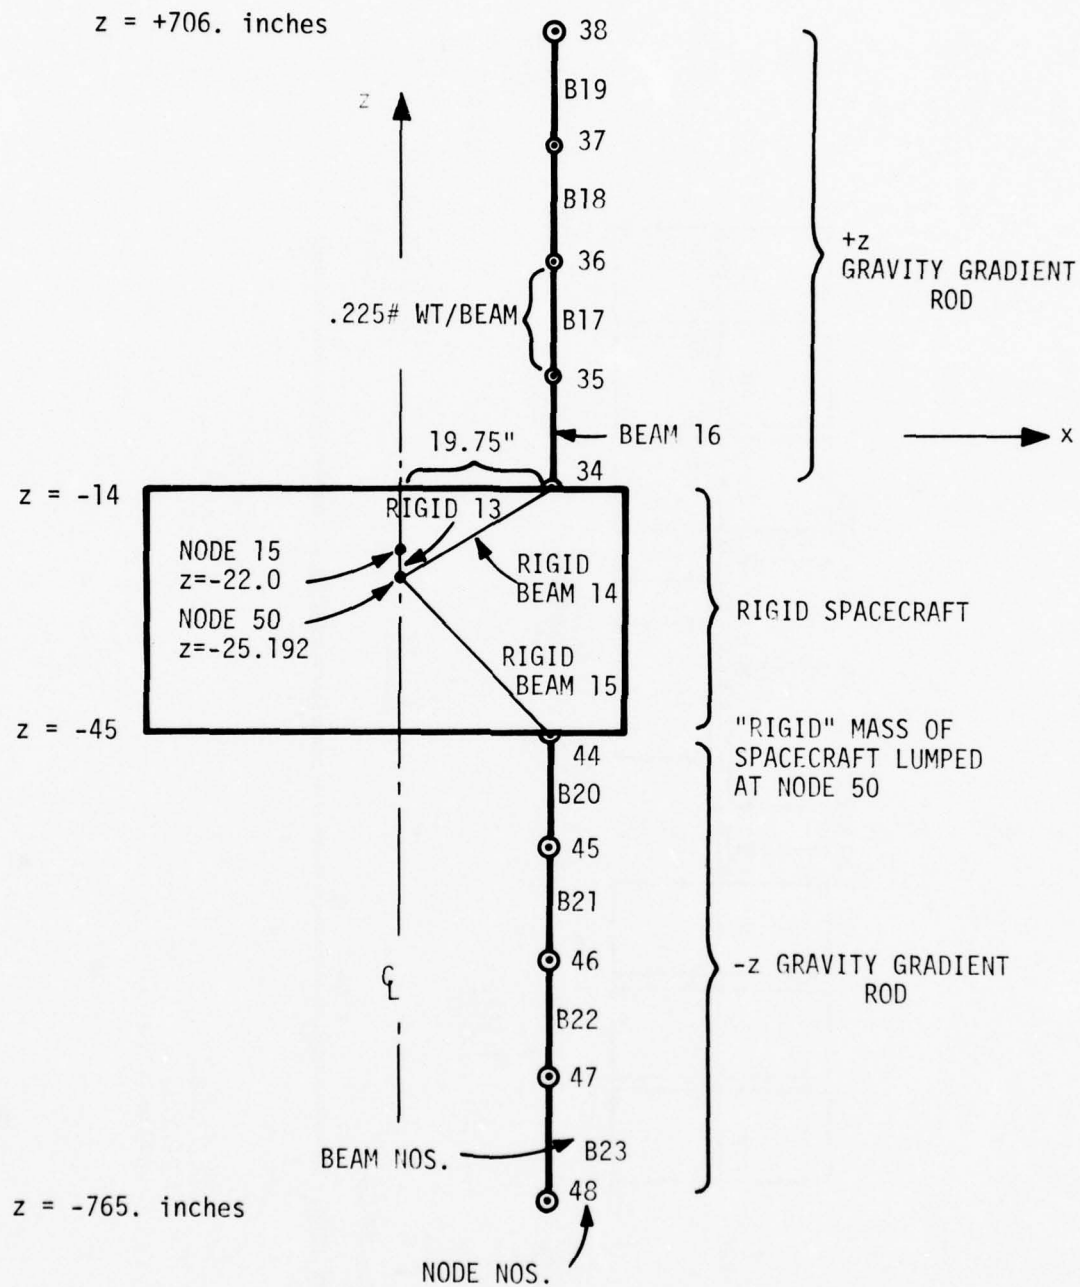 z = +706. inches
38
z
B19
37
B18
36
+z
GRAVITY GRADIENT
ROD
.225# WT/BEAM
B17
35
BEAM 16
x
19.75"
34
z = -14
RIGID 13
NODE 15
z=-22.0
RIGID
BEAM 14
NODE 50
z=-25.192
RIGID SPACECRAFT
RIGID
BEAM 15
z = -45
"RIGID" MASS OF
SPACECRAFT LUMPED
AT NODE 50
44
B20
45
B21
46
-z GRAVITY GRADIENT
ROD
℄
B22
47
BEAM NOS.
B23
48
z = -765. inches
NODE NOS.